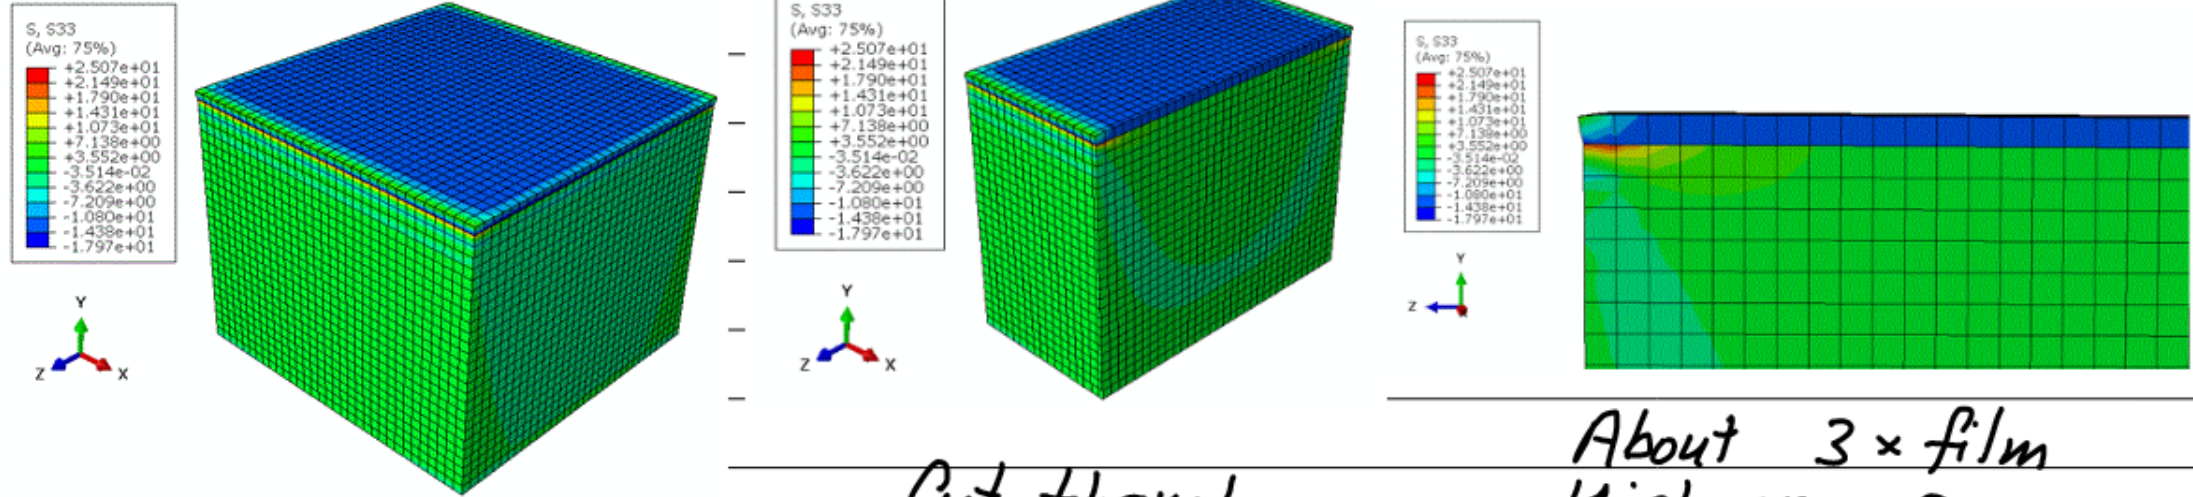 S, S33
(Avg: 75%)
+2.507e+01
+2.149e+01
+1.790e+01
+1.431e+01
+1.073e+01
+7.138e+00
+3.552e+00
-3.514e-02
-3.622e+00
-7.209e+00
-1.080e+01
-1.438e+01
-1.797e+01
Y
Z
X
S, S33
(Avg: 75%)
+2.507e+01
+2.149e+01
+1.790e+01
+1.431e+01
+1.073e+01
+7.138e+00
+3.552e+00
-3.514e-02
-3.622e+00
-7.209e+00
-1.080e+01
-1.438e+01
-1.797e+01
Y
Z
X
S, S33
(Avg: 75%)
+2.507e+01
+2.149e+01
+1.790e+01
+1.431e+01
+1.073e+01
+7.138e+00
+3.552e+00
-3.514e-02
-3.622e+00
-7.209e+00
-1.080e+01
-1.438e+01
-1.797e+01
Y
Z
X
About 3 × film